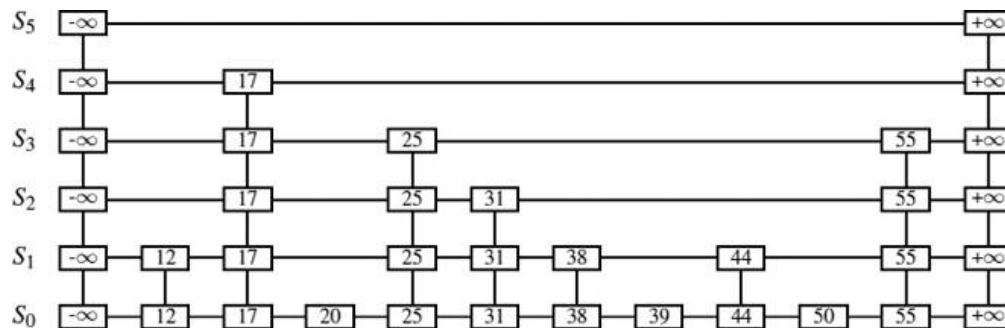 S5 -∞ +∞
S4 -∞ 17 +∞
S3 -∞ 17 25 55 +∞
S2 -∞ 17 25 31 55 +∞
S1 -∞ 12 17 25 31 38 44 55 +∞
S0 -∞ 12 17 20 25 31 38 39 44 50 55 +∞